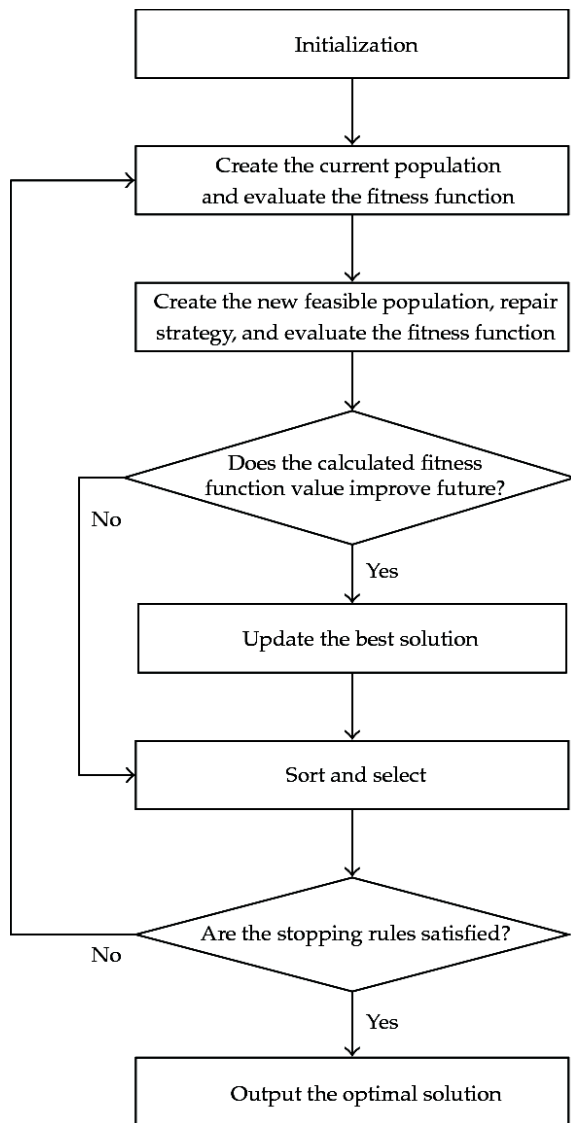 Initialization
Create the current population
and evaluate the fitness function
Create the new feasible population, repair
strategy, and evaluate the fitness function
Does the calculated fitness
function value improve future?
No
Yes
Update the best solution
Sort and select
Are the stopping rules satisfied?
No
Yes
Output the optimal solution